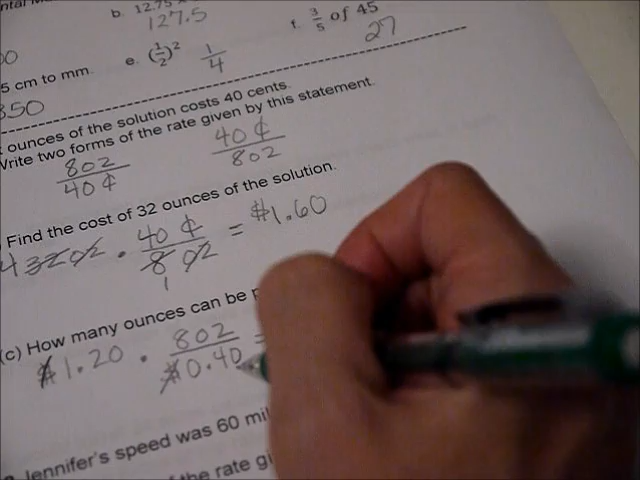 b. 12.75
127.5
f. 3/5 of 45
27
5 cm to mm.
350
e. (1/2)²
1/4
ounces of the solution costs 40 cents.
Write two forms of the rate given by this statement.
8oz/40¢
40¢/8oz
Find the cost of 32 ounces of the solution.
4 32oz · 40¢/8oz = $1.60
1
(c) How many ounces can be
$1.20 · 8oz/$0.40 =
Jennifer's speed was 60
the rate